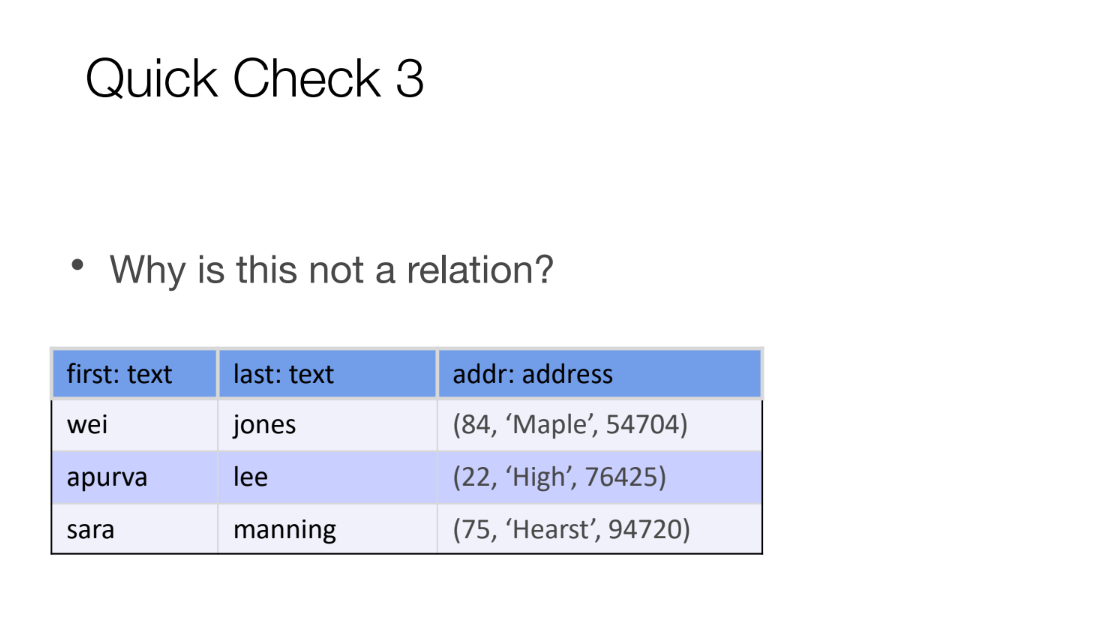 Quick Check 3
• Why is this not a relation?
first: text last: text addr: address
wei jones (84, ‘Maple’, 54704)
apurva lee (22, ‘High’, 76425)
sara manning (75, ‘Hearst’, 94720)